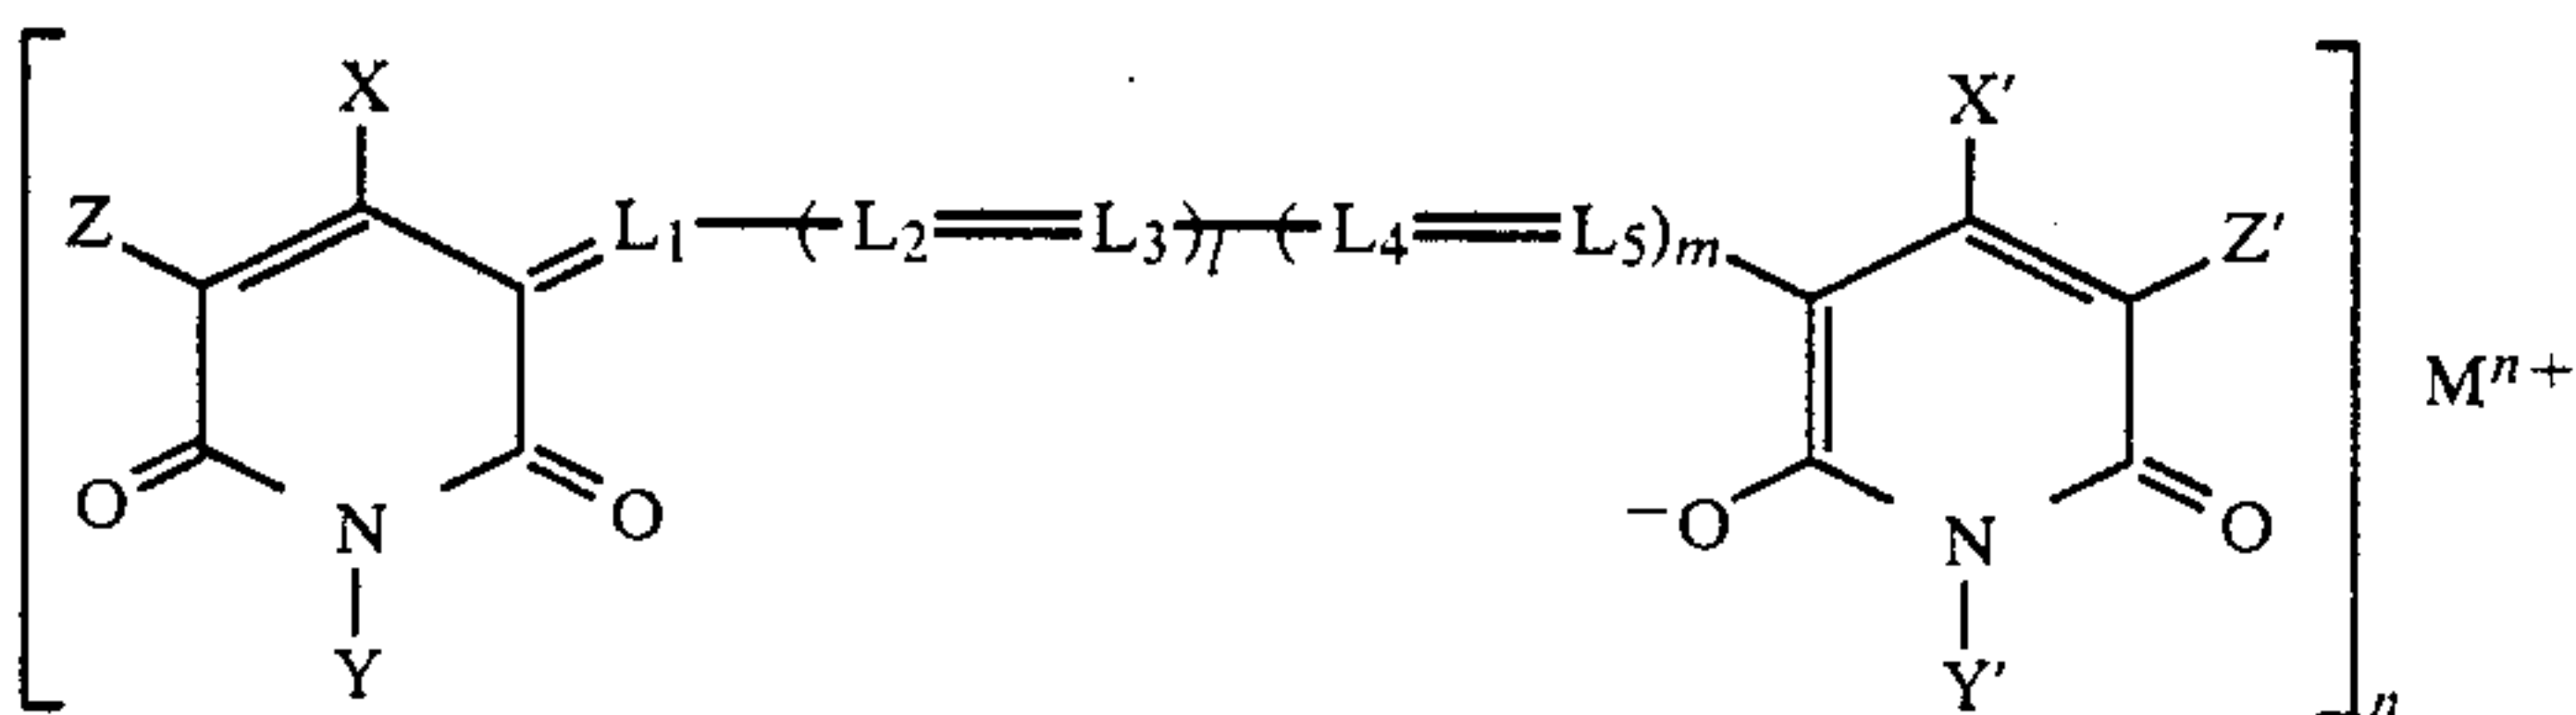 X X′
Z L₁—(L₂=L₃)ₗ—(L₄=L₅)ₘ Z′
Mⁿ⁺
O N O ⁻O N O
Y Y′
n